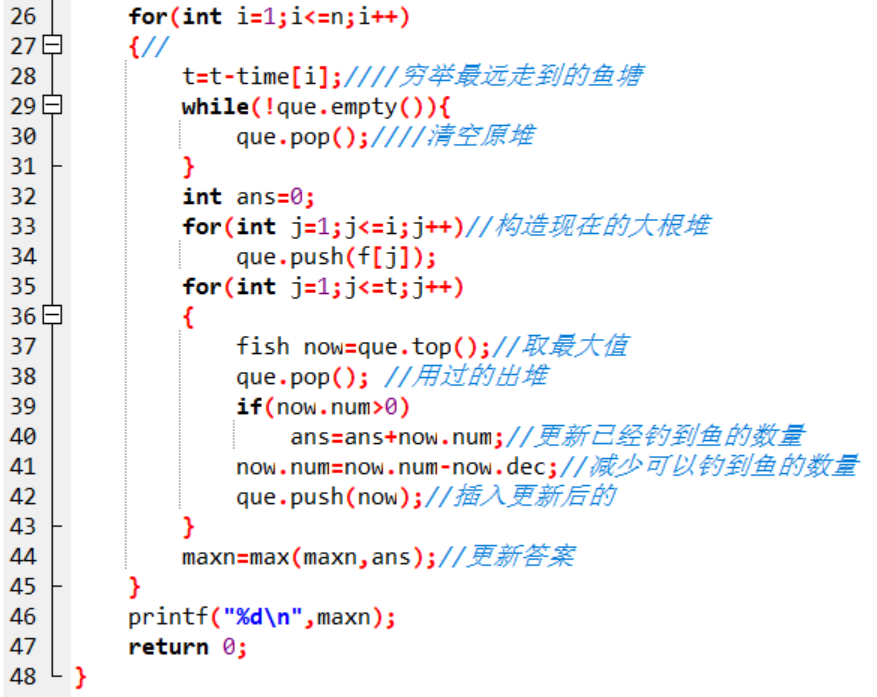 26 for(int i=1;i<=n;i++)
27 {//
28 t=t-time[i];////穷举最远走到的鱼塘
29 while(!que.empty()){
30 que.pop();////清空原堆
31 }
32 int ans=0;
33 for(int j=1;j<=i;j++)//构造现在的大根堆
34 que.push(f[j]);
35 for(int j=1;j<=t;j++)
36 {
37 fish now=que.top();//取最大值
38 que.pop(); //用过的出堆
39 if(now.num>0)
40 ans=ans+now.num;//更新已经钓到鱼的数量
41 now.num=now.num-now.dec;//减少可以钓到鱼的数量
42 que.push(now);//插入更新后的
43 }
44 maxn=max(maxn,ans);//更新答案
45 }
46 printf("%d\n",maxn);
47 return 0;
48 }